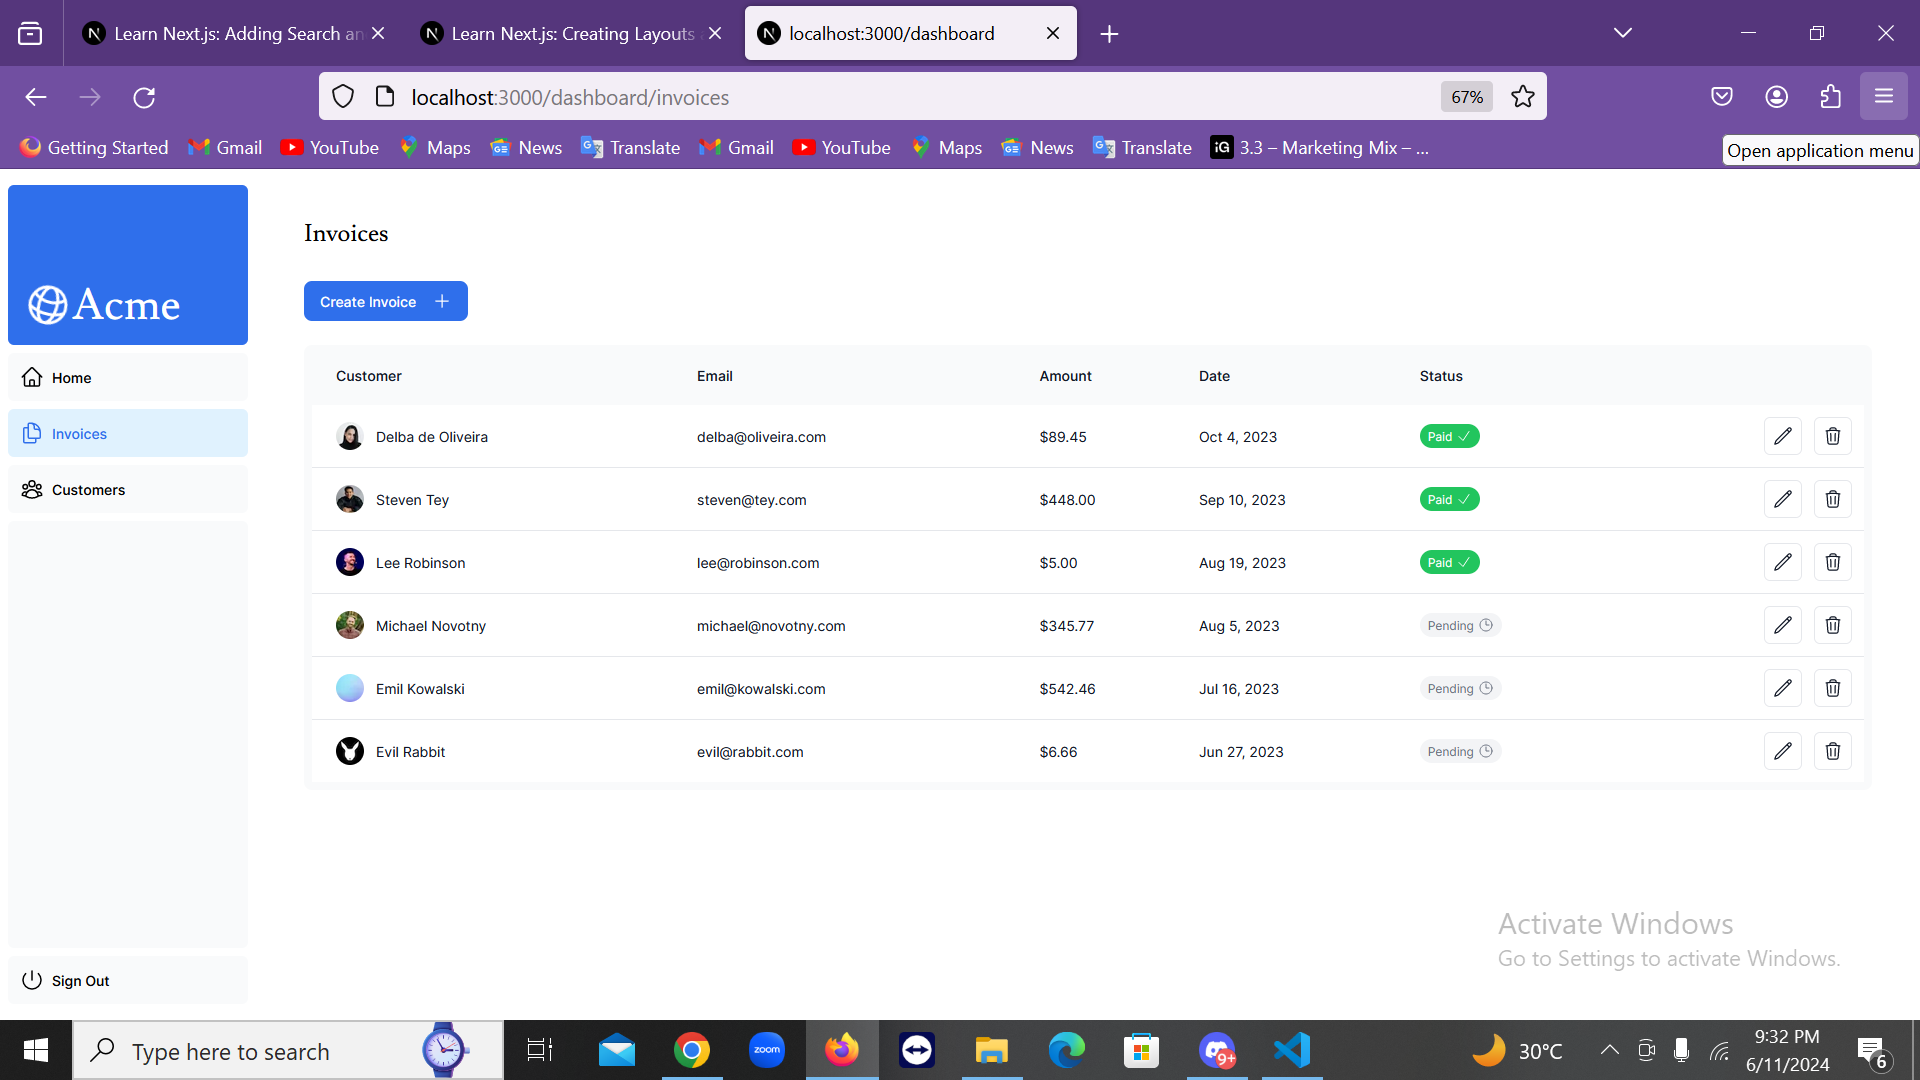 Learn Next.js: Adding Search an
Learn Next.js: Creating Layouts
localhost:3000/dashboard
localhost:3000/dashboard/invoices
67%
Getting Started
Gmail
YouTube
Maps
News
Translate
Gmail
YouTube
Maps
News
Translate
iG
3.3 – Marketing Mix – ...
Open application menu
Acme
Home
Invoices
Customers
Sign Out
Invoices
Create Invoice
Customer Email Amount Date Status
Delba de Oliveira delba@oliveira.com $89.45 Oct 4, 2023 Paid
Steven Tey steven@tey.com $448.00 Sep 10, 2023 Paid
Lee Robinson lee@robinson.com $5.00 Aug 19, 2023 Paid
Michael Novotny michael@novotny.com $345.77 Aug 5, 2023 Pending
Emil Kowalski emil@kowalski.com $542.46 Jul 16, 2023 Pending
Evil Rabbit evil@rabbit.com $6.66 Jun 27, 2023 Pending
Activate Windows
Go to Settings to activate Windows.
Type here to search
zoom
9+
30°C
9:32 PM
6/11/2024
6